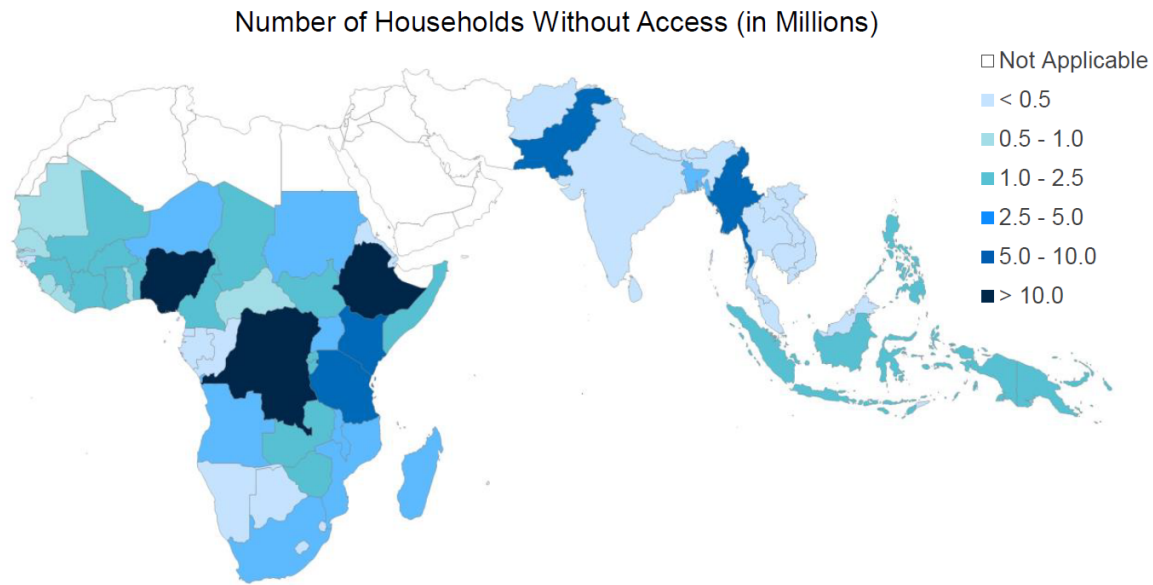 Number of Households Without Access (in Millions)
Not Applicable
< 0.5
0.5 - 1.0
1.0 - 2.5
2.5 - 5.0
5.0 - 10.0
> 10.0